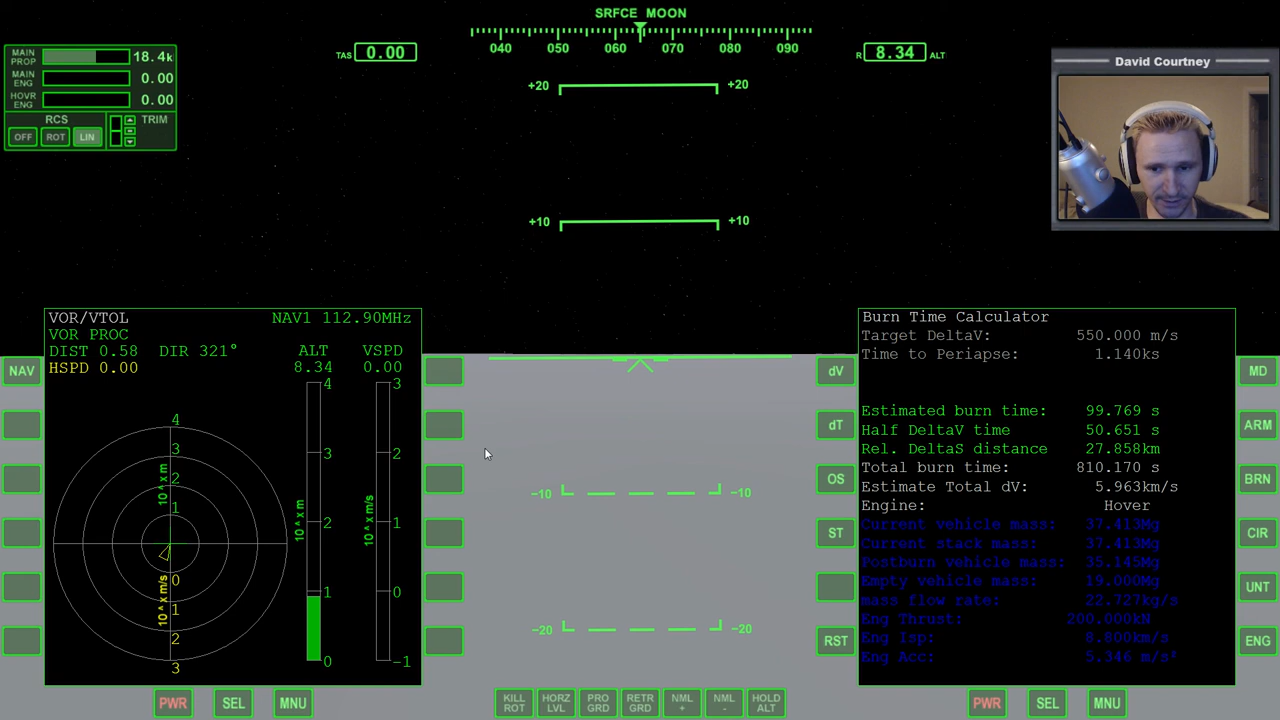 SRFCE MOON
040 050 060 070 080 090
TAS 0.00
R 8.34 ALT
MAIN PROP 18.4k
MAIN ENG 0.00
HOVR ENG 0.00
RCS TRIM
OFF ROT LIN
David Courtney
+20 +20
+10 +10
-10 -10
-20 -20
VOR/VTOL NAV1 112.90MHz
VOR PROC
DIST 0.58 DIR 321° ALT VSPD
HSPD 0.00 8.34 0.00
NAV
4
3
2
1
0
1
2
3
10^x m
10^x m/s
4
3
2
1
0
10^x m
3
2
1
0
-1
10^x m/s
PWR SEL MNU
KILL ROT
HORZ LVL
PRO GRD
RETR GRD
NML +
NML -
HOLD ALT
Burn Time Calculator
Target DeltaV: 550.000 m/s
Time to Periapse: 1.140ks
Estimated burn time: 99.769 s
Half DeltaV time 50.651 s
Rel. DeltaS distance 27.858km
Total burn time: 810.170 s
Estimate Total dV: 5.963km/s
Engine: Hover
Current vehicle mass: 37.413Mg
Current stack mass: 37.413Mg
Postburn vehicle mass: 35.145Mg
Empty vehicle mass: 19.000Mg
mass flow rate: 22.727kg/s
Eng Thrust: 200.000kN
Eng Isp: 8.800km/s
Eng Acc: 5.346 m/s²
dV
dT
OS
ST
RST
MD
ARM
BRN
CIR
UNT
ENG
PWR SEL MNU